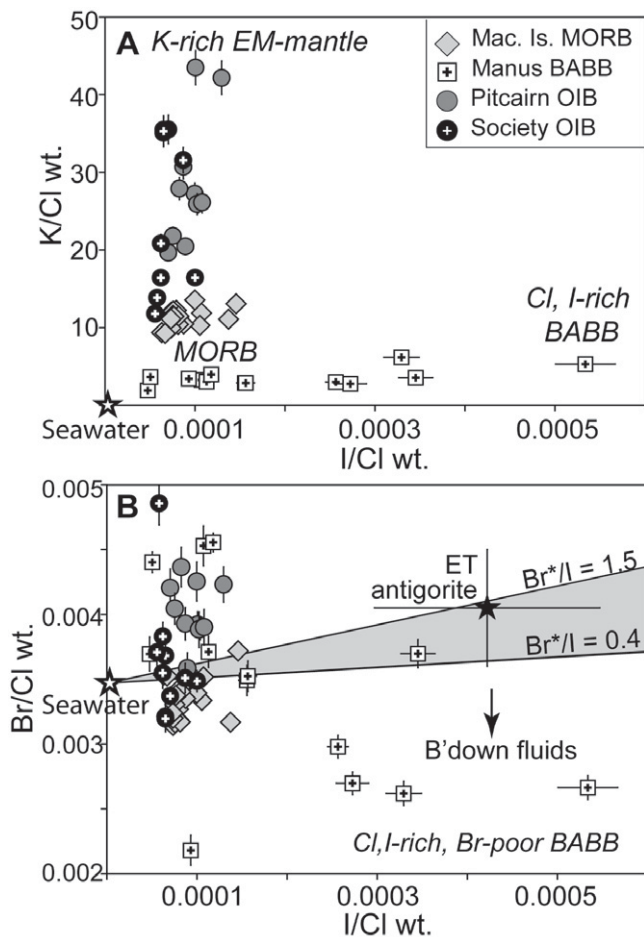 A K-rich EM-mantle
Mac. Is. MORB
Manus BABB
Pitcairn OIB
Society OIB
50
40
30
20
10
K/Cl wt.
MORB
Cl, I-rich
BABB
Seawater
0.0001
0.0003
0.0005
I/Cl wt.
B
0.005
0.004
0.003
0.002
Br/Cl wt.
ET
antigorite
Br*/I = 1.5
Br*/I = 0.4
Seawater
B'down fluids
Cl,I-rich, Br-poor BABB
0.0001
0.0003
0.0005
I/Cl wt.